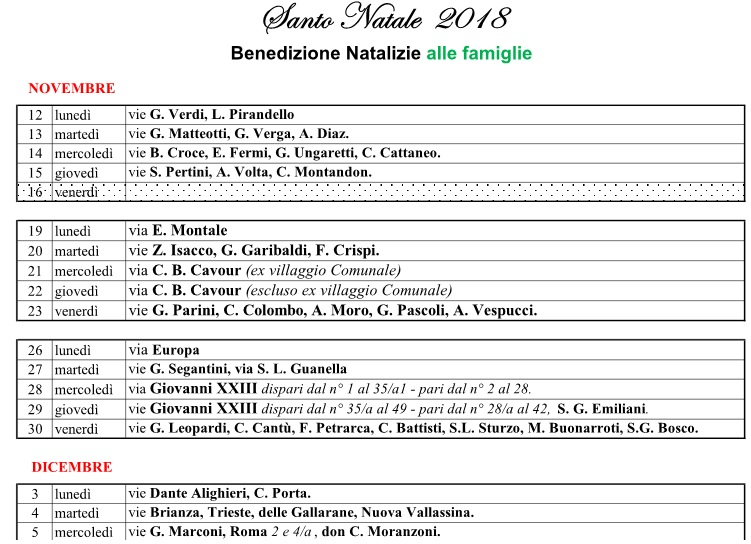 Santo Natale 2018
Benedizione Natalizie alle famiglie
NOVEMBRE
12 lunedì vie G. Verdi, L. Pirandello
13 martedì vie G. Matteotti, G. Verga, A. Diaz.
14 mercoledì vie B. Croce, E. Fermi, G. Ungaretti, C. Cattaneo.
15 giovedì vie S. Pertini, A. Volta, C. Montandon.
16 venerdì
19 lunedì via E. Montale
20 martedì vie Z. Isacco, G. Garibaldi, F. Crispi.
21 mercoledì via C. B. Cavour (ex villaggio Comunale)
22 giovedì via C. B. Cavour (escluso ex villaggio Comunale)
23 venerdì vie G. Parini, C. Colombo, A. Moro, G. Pascoli, A. Vespucci.
26 lunedì via Europa
27 martedì vie G. Segantini, via S. L. Guanella
28 mercoledì via Giovanni XXIII dispari dal n° 1 al 35/a1 - pari dal n° 2 al 28.
29 giovedì vie Giovanni XXIII dispari dal n° 35/a al 49 - pari dal n° 28/a al 42, S. G. Emiliani.
30 venerdì vie G. Leopardi, C. Cantù, F. Petrarca, C. Battisti, S.L. Sturzo, M. Buonarroti, S.G. Bosco.
DICEMBRE
3 lunedì vie Dante Alighieri, C. Porta.
4 martedì vie Brianza, Trieste, delle Gallarane, Nuova Vallassina.
5 mercoledì vie G. Marconi, Roma 2 e 4/a , don C. Moranzoni.